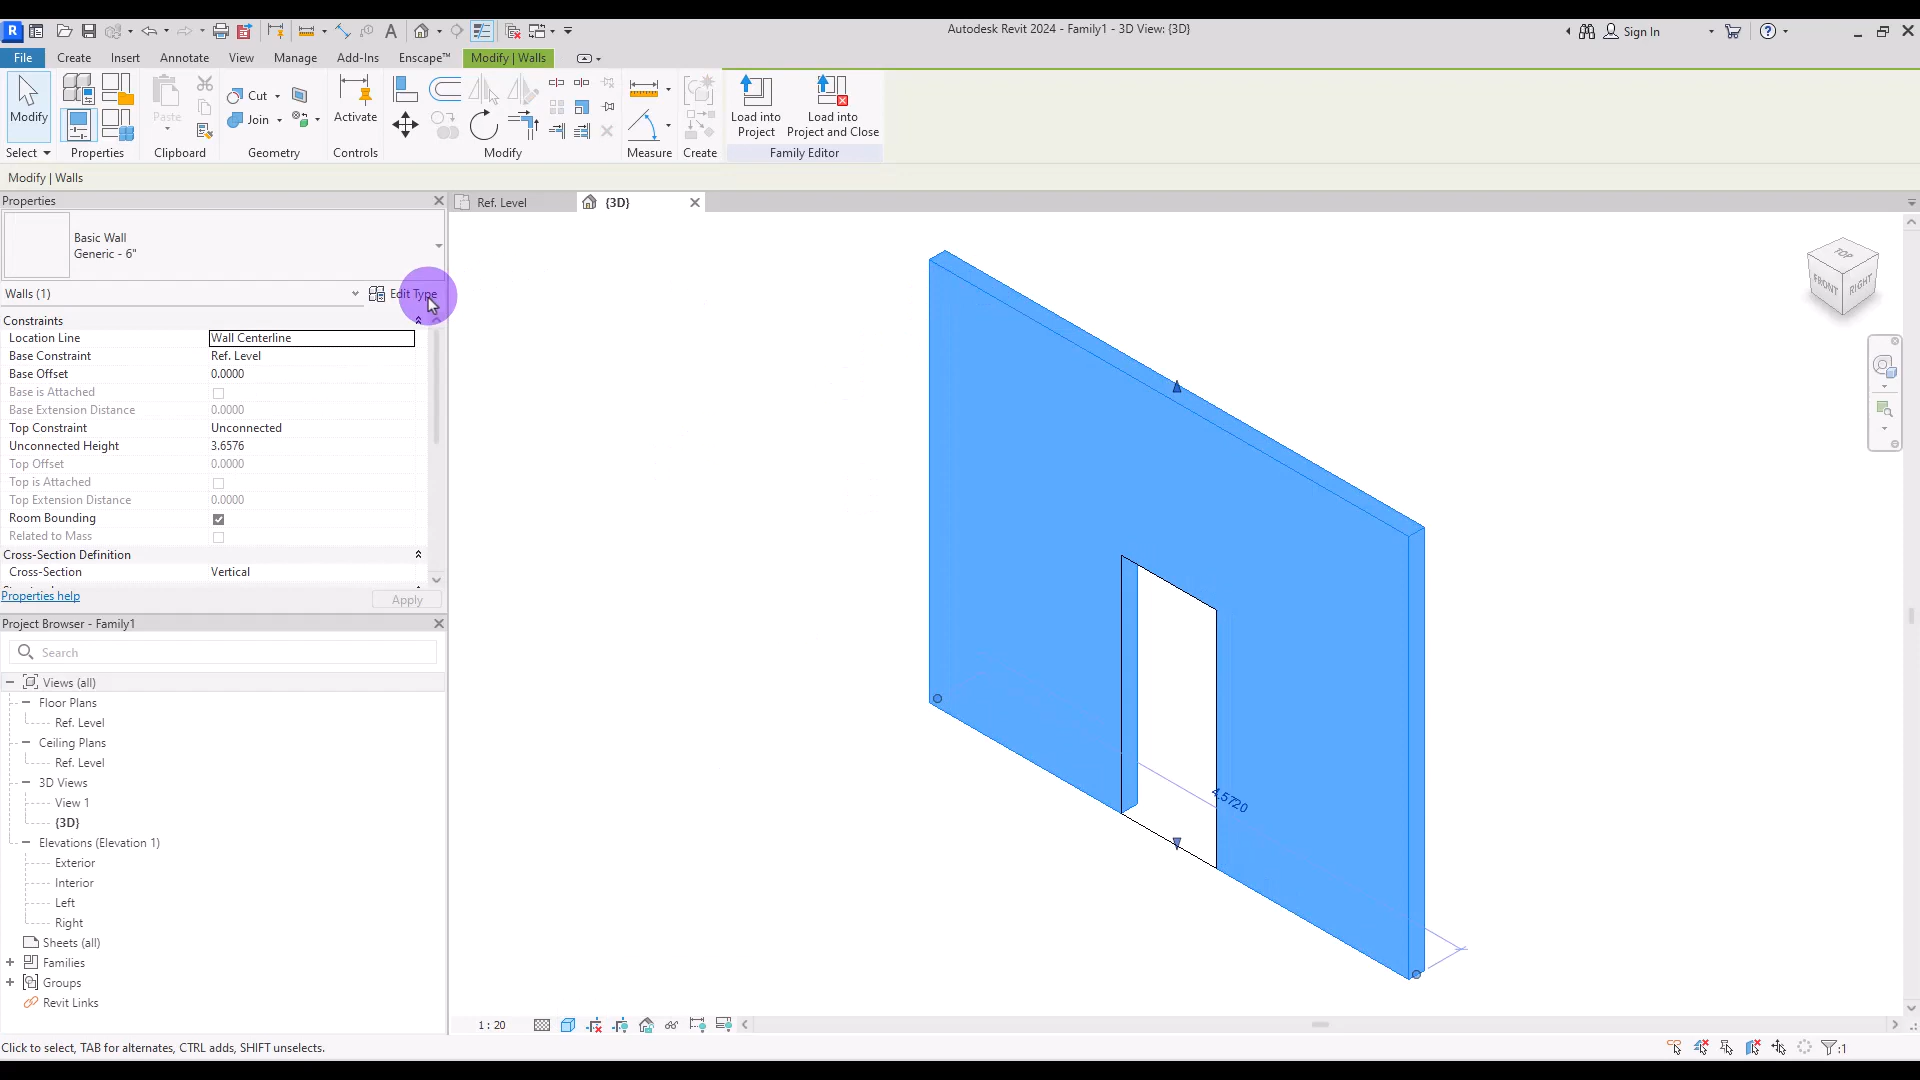 R
A
Autodesk Revit 2024 - Family1 - 3D View: {3D}
Sign In
File
Create
Insert
Annotate
View
Manage
Add-Ins
Enscape™
Modify | Walls
Modify
Paste
Cut
Join
Activate
Load into
Project
Load into
Project and Close
Select
Properties
Clipboard
Geometry
Controls
Modify
Measure
Create
Family Editor
Modify | Walls
Properties
Basic Wall
Generic - 6"
Walls (1)
Edit Type
Constraints
Location Line Wall Centerline
Base Constraint Ref. Level
Base Offset 0.0000
Base is Attached
Base Extension Distance 0.0000
Top Constraint Unconnected
Unconnected Height 3.6576
Top Offset 0.0000
Top is Attached
Top Extension Distance 0.0000
Room Bounding
Related to Mass
Cross-Section Definition
Cross-Section Vertical
Properties help
Apply
Project Browser - Family1
Search
Views (all)
Floor Plans
Ref. Level
Ceiling Plans
Ref. Level
3D Views
View 1
{3D}
Elevations (Elevation 1)
Exterior
Interior
Left
Right
Sheets (all)
Families
Groups
Revit Links
Ref. Level
{3D}
TOP
FRONT
RIGHT
4.5720
1 : 20
Click to select, TAB for alternates, CTRL adds, SHIFT unselects.
:1